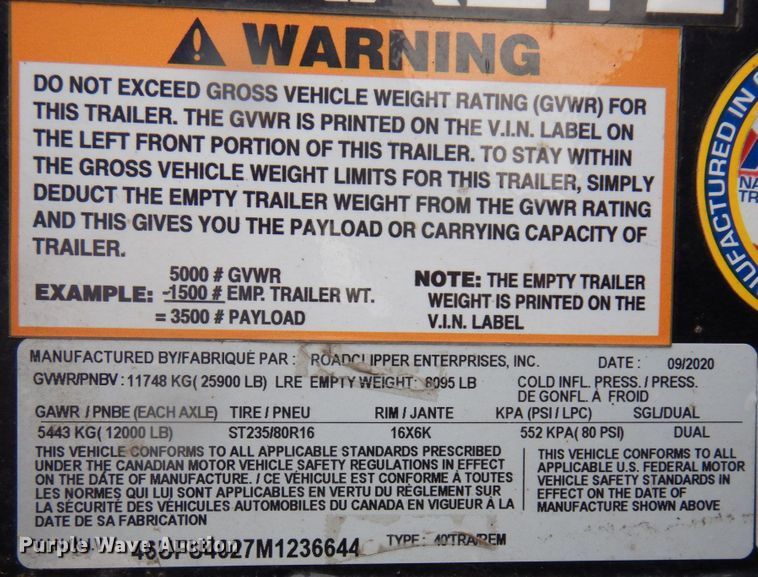 WARNING
DO NOT EXCEED GROSS VEHICLE WEIGHT RATING (GVWR) FOR
THIS TRAILER. THE GVWR IS PRINTED ON THE V.I.N. LABEL ON
THE LEFT FRONT PORTION OF THIS TRAILER. TO STAY WITHIN
THE GROSS VEHICLE WEIGHT LIMITS FOR THIS TRAILER, SIMPLY
DEDUCT THE EMPTY TRAILER WEIGHT FROM THE GVWR RATING
AND THIS GIVES YOU THE PAYLOAD OR CARRYING CAPACITY OF
TRAILER.
5000 # GVWR
EXAMPLE: -1500 # EMP. TRAILER WT.
= 3500 # PAYLOAD
NOTE: THE EMPTY TRAILER
WEIGHT IS PRINTED ON THE
V.I.N. LABEL
MANUFACTURED BY/FABRIQUÉ PAR : ROADCLIPPER ENTERPRISES, INC. DATE : 09/2020
GVWR/PNBV : 11748 KG( 25900 LB) LRE EMPTY WEIGHT: 8095 LB COLD INFL. PRESS. / PRESS.
DE GONFL. À FROID
GAWR / PNBE (EACH AXLE) TIRE / PNEU RIM / JANTE KPA (PSI / LPC) SGL/DUAL
5443 KG( 12000 LB) ST235/80R16 16X6K 552 KPA( 80 PSI) DUAL
THIS VEHICLE CONFORMS TO ALL APPLICABLE STANDARDS PRESCRIBED
UNDER THE CANADIAN MOTOR VEHICLE SAFETY REGULATIONS IN EFFECT
ON THE DATE OF MANUFACTURE. / CE VÉHICULE EST CONFORME À TOUTES
LES NORMES QUI LUI SONT APPLICABLES EN VERTU DU RÈGLEMENT SUR
LA SÉCURITÉ DES VÉHICULES AUTOMOBILES DU CANADA EN VIGUEUR À LA
DATE DE SA FABRICATION
THIS VEHICLE CONFORMS TO ALL
APPLICABLE U.S. FEDERAL MOTOR
VEHICLE SAFETY STANDARDS IN
EFFECT ON THE DATE OF
MANUFACTURE SHOWN ABOVE
TYPE : 40'TRA/REM
Purple Wave Auction